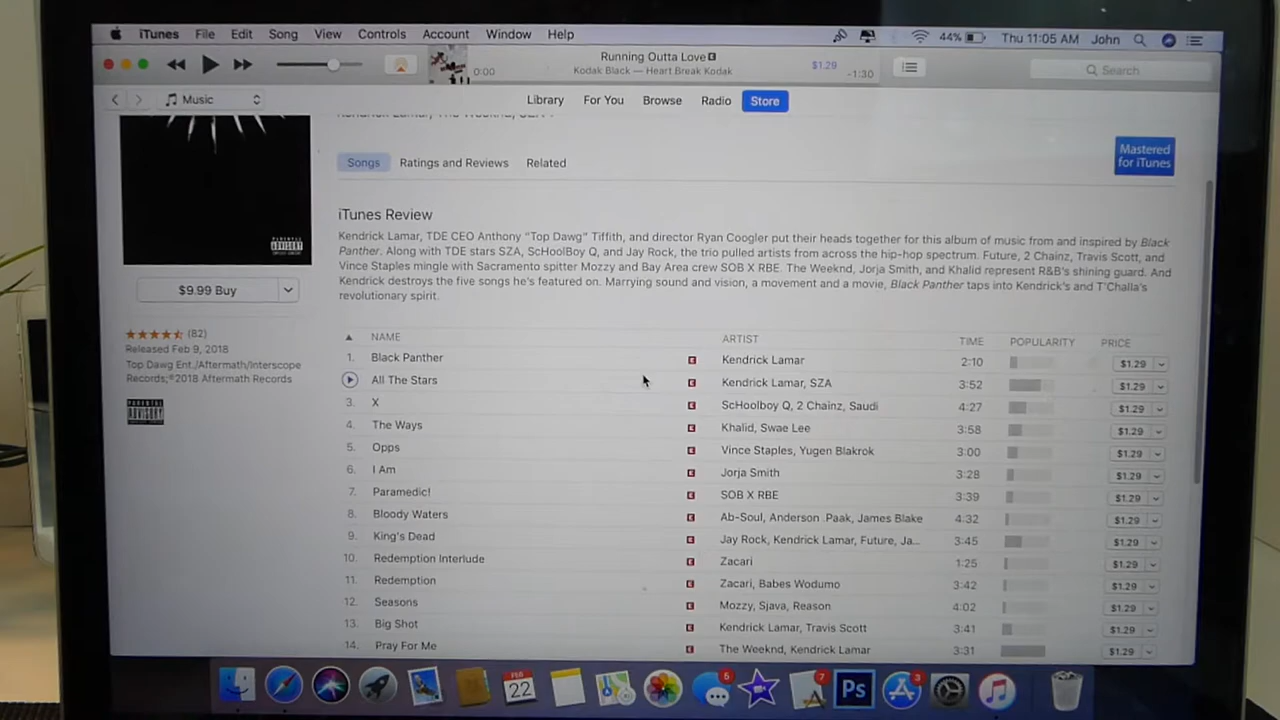 iTunes File Edit Song View Controls Account Window Help 44% Thu 11:05 AM John
Running Outta Love E
Kodak Black — Heart Break Kodak
0:00 $1.29 -1:30
Search
Music Library For You Browse Radio Store
Songs Ratings and Reviews Related
Mastered
for iTunes
iTunes Review
Kendrick Lamar, TDE CEO Anthony “Top Dawg” Tiffith, and director Ryan Coogler put their heads together for this album of music from and inspired by Black
Panther. Along with TDE stars SZA, ScHoolBoy Q, and Jay Rock, the trio pulled artists from across the hip-hop spectrum. Future, 2 Chainz, Travis Scott, and
Vince Staples mingle with Sacramento spitter Mozzy and Bay Area crew SOB X RBE. The Weeknd, Jorja Smith, and Khalid represent R&B's shining guard. And
Kendrick destroys the five songs he's featured on. Marrying sound and vision, a movement and a movie, Black Panther taps into Kendrick's and T'Challa's
revolutionary spirit.
PARENTAL
ADVISORY
$9.99 Buy
(82)
Released Feb 9, 2018
Top Dawg Ent./Aftermath/Interscope
Records;℗2018 Aftermath Records
PARENTAL
ADVISORY
NAME ARTIST TIME POPULARITY PRICE
1. Black Panther E Kendrick Lamar 2:10 $1.29
All The Stars E Kendrick Lamar, SZA 3:52 $1.29
3. X E ScHoolboy Q, 2 Chainz, Saudi 4:27 $1.29
4. The Ways E Khalid, Swae Lee 3:58 $1.29
5. Opps E Vince Staples, Yugen Blakrok 3:00 $1.29
6. I Am E Jorja Smith 3:28 $1.29
7. Paramedic! E SOB X RBE 3:39 $1.29
8. Bloody Waters E Ab-Soul, Anderson .Paak, James Blake 4:32 $1.29
9. King's Dead E Jay Rock, Kendrick Lamar, Future, Ja... 3:45 $1.29
10. Redemption Interlude E Zacari 1:25 $1.29
11. Redemption E Zacari, Babes Wodumo 3:42 $1.29
12. Seasons E Mozzy, Sjava, Reason 4:02 $1.29
13. Big Shot E Kendrick Lamar, Travis Scott 3:41 $1.29
14. Pray For Me E The Weeknd, Kendrick Lamar 3:31 $1.29
FEB
22
5
7
Ps
3